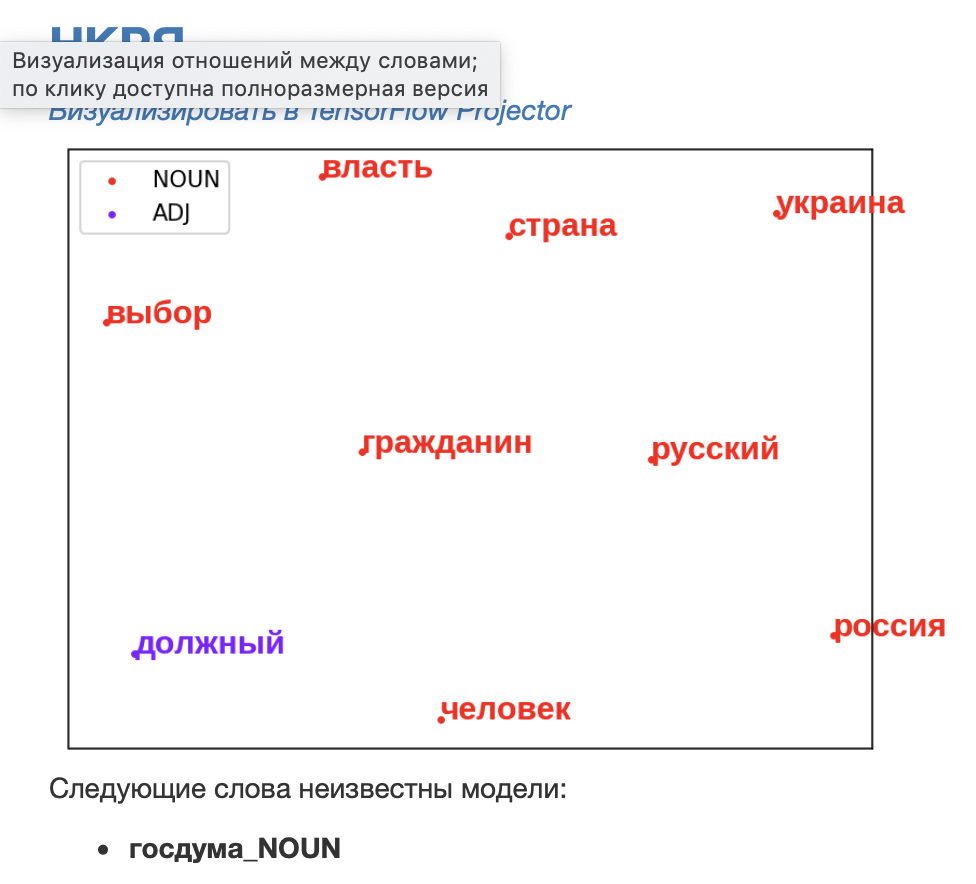 НКРЯ
Визуализация отношений между словами;
по клику доступна полноразмерная версия
Визуализировать в TensorFlow Projector
NOUN
ADJ
власть
украина
страна
выбор
гражданин
русский
россия
должный
человек
Следующие слова неизвестны модели:
• госдума_NOUN